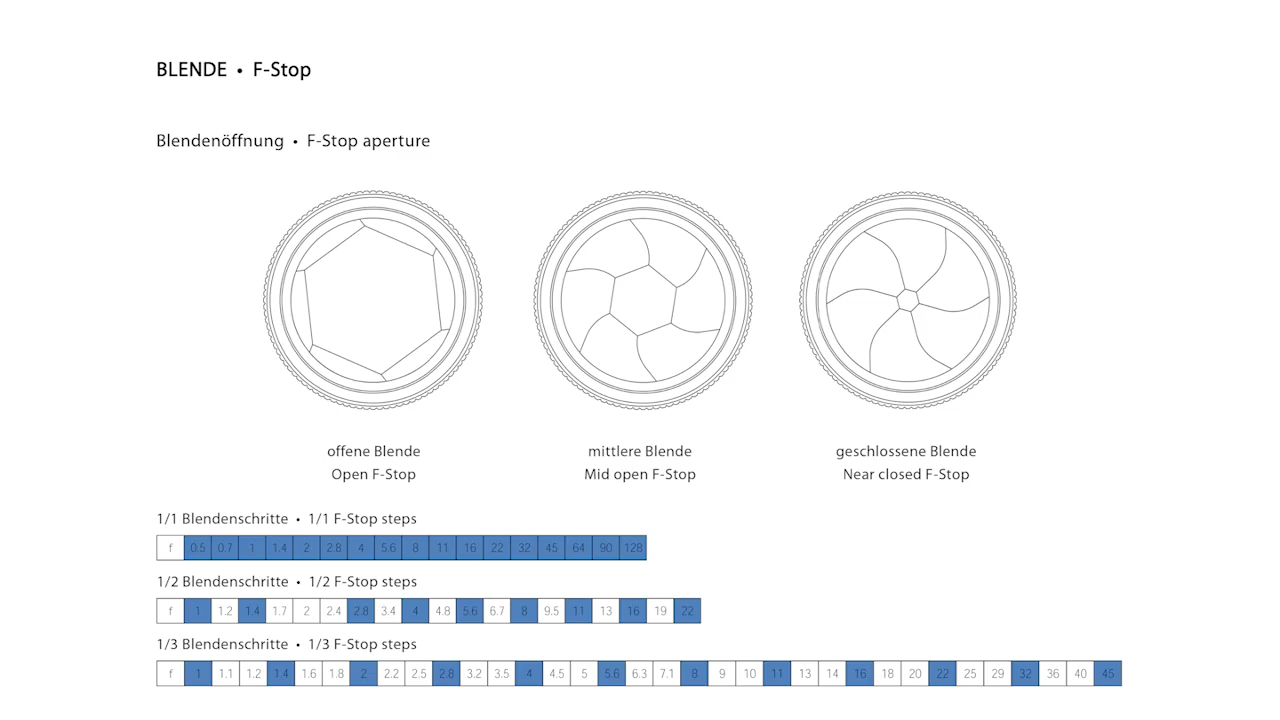 BLENDE • F-Stop
Blendenöffnung • F-Stop aperture
offene Blende
Open F-Stop
mittlere Blende
Mid open F-Stop
geschlossene Blende
Near closed F-Stop
1/1 Blendenschritte • 1/1 F-Stop steps
f 0.5 0.7 1 1.4 2 2.8 4 5.6 8 11 16 22 32 45 64 90 128
1/2 Blendenschritte • 1/2 F-Stop steps
f 1 1.2 1.4 1.7 2 2.4 2.8 3.4 4 4.8 5.6 6.7 8 9.5 11 13 16 19 22
1/3 Blendenschritte • 1/3 F-Stop steps
f 1 1.1 1.2 1.4 1.6 1.8 2 2.2 2.5 2.8 3.2 3.5 4 4.5 5 5.6 6.3 7.1 8 9 10 11 13 14 16 18 20 22 25 29 32 36 40 45